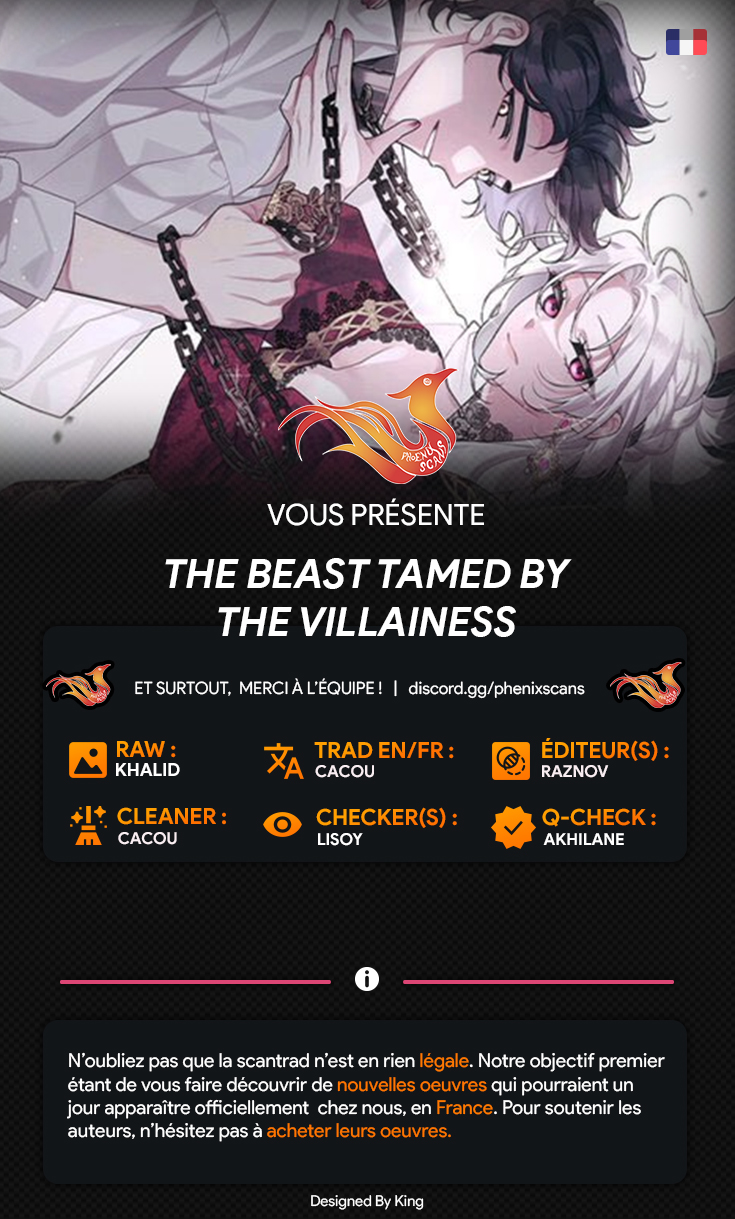 PHOENIX
SCANS
VOUS PRÉSENTE
THE BEAST TAMED BY
THE VILLAINESS
ET SURTOUT, MERCI À L'ÉQUIPE ! | discord.gg/phenixscans
RAW :
KHALID
TRAD EN/FR :
CACOU
ÉDITEUR(S) :
RAZNOV
CLEANER :
CACOU
CHECKER(S) :
LISOY
Q-CHECK :
AKHILANE
N'oubliez pas que la scantrad n'est en rien légale. Notre objectif premier
étant de vous faire découvrir de nouvelles oeuvres qui pourraient un
jour apparaître officiellement chez nous, en France. Pour soutenir les
auteurs, n'hésitez pas à acheter leurs oeuvres.
Designed By King